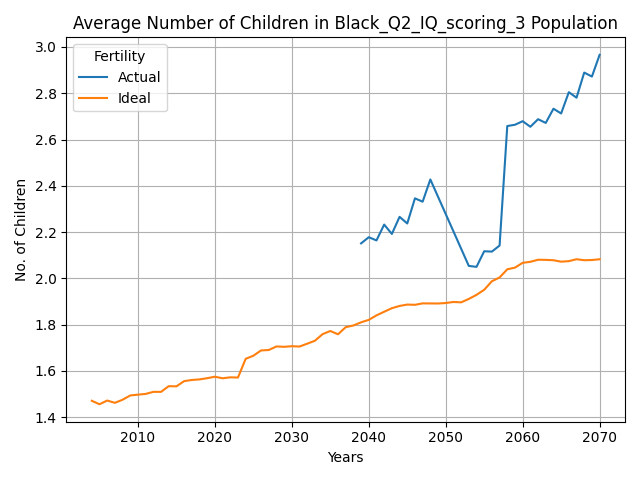 Average Number of Children in Black_Q2_IQ_scoring_3 Population
Fertility
Actual
Ideal
No. of Children
3.0
2.8
2.6
2.4
2.2
2.0
1.8
1.6
1.4
2010 2020 2030 2040 2050 2060 2070
Years